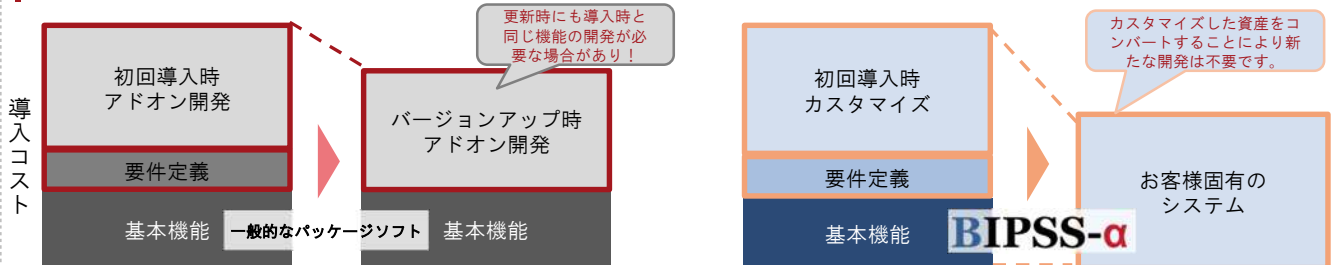 導入コスト
初回導入時
アドオン開発
要件定義
基本機能
一般的なパッケージソフト
更新時にも導入時と
同じ機能の開発が必
要な場合があり！
バージョンアップ時
アドオン開発
基本機能
初回導入時
カスタマイズ
要件定義
基本機能
BIPSS-α
カスタマイズした資産をコ
ンバートすることにより新
たな開発は不要です。
お客様固有の
システム